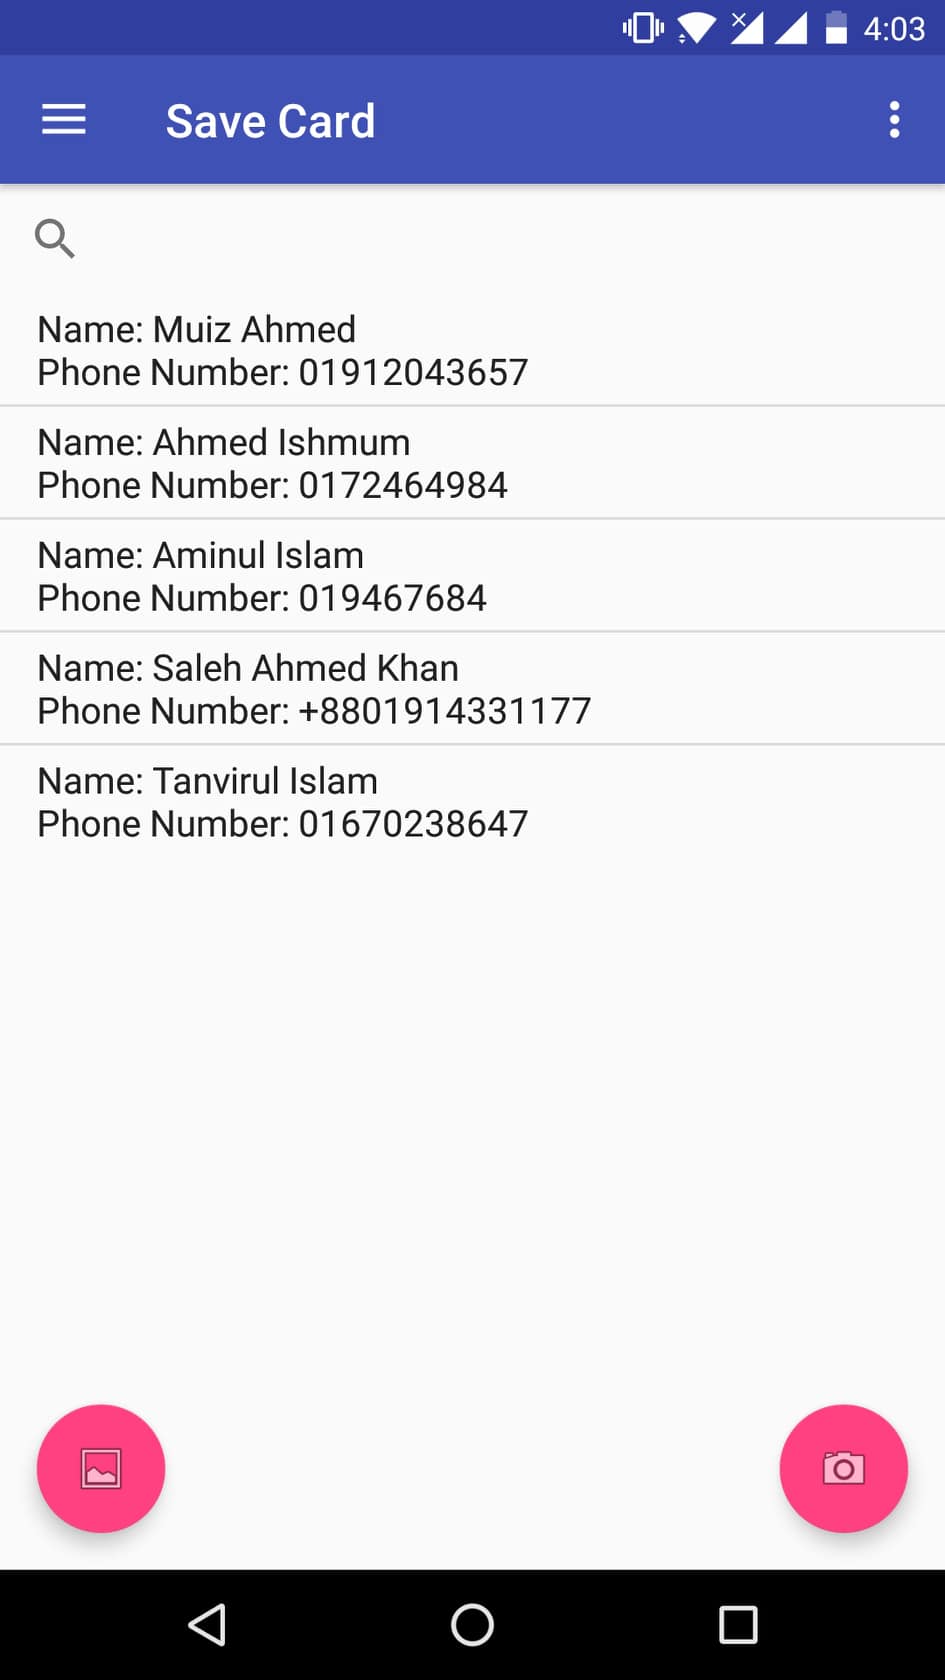 4:03
Save Card
Name: Muiz Ahmed
Phone Number: 01912043657
Name: Ahmed Ishmum
Phone Number: 0172464984
Name: Aminul Islam
Phone Number: 019467684
Name: Saleh Ahmed Khan
Phone Number: +8801914331177
Name: Tanvirul Islam
Phone Number: 01670238647